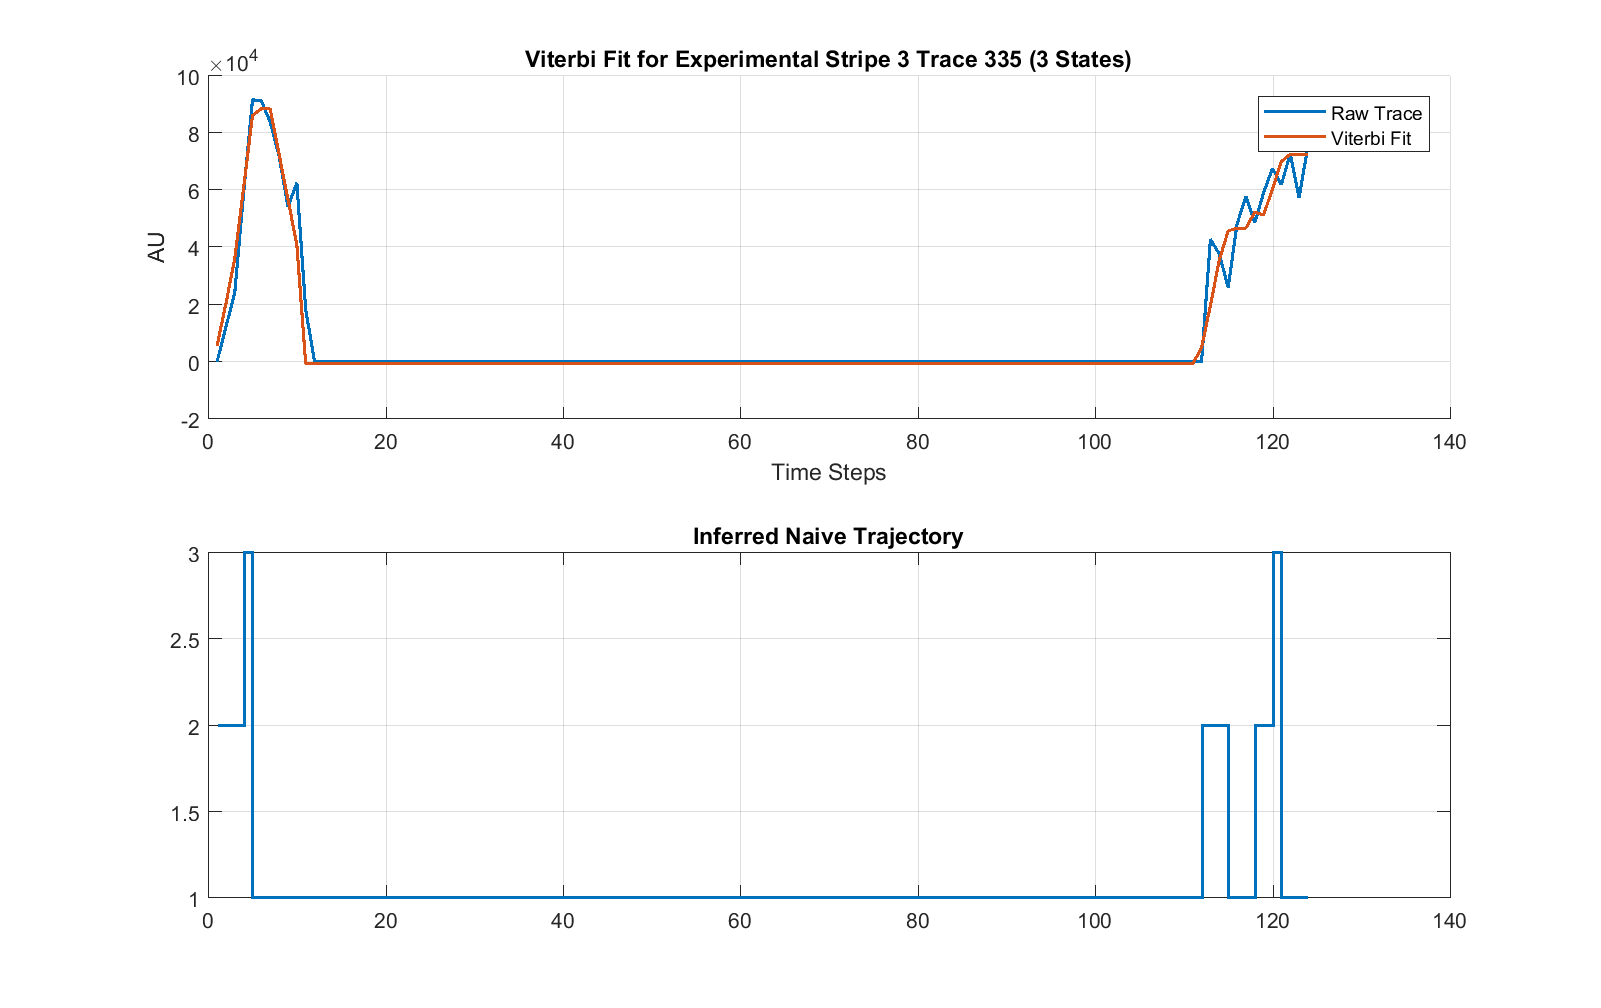 Viterbi Fit for Experimental Stripe 3 Trace 335 (3 States)
×10^4
10
8
6
4
2
0
-2
AU
Raw Trace
Viterbi Fit
0 20 40 60 80 100 120 140
Time Steps
Inferred Naive Trajectory
3
2.5
2
1.5
1
0 20 40 60 80 100 120 140